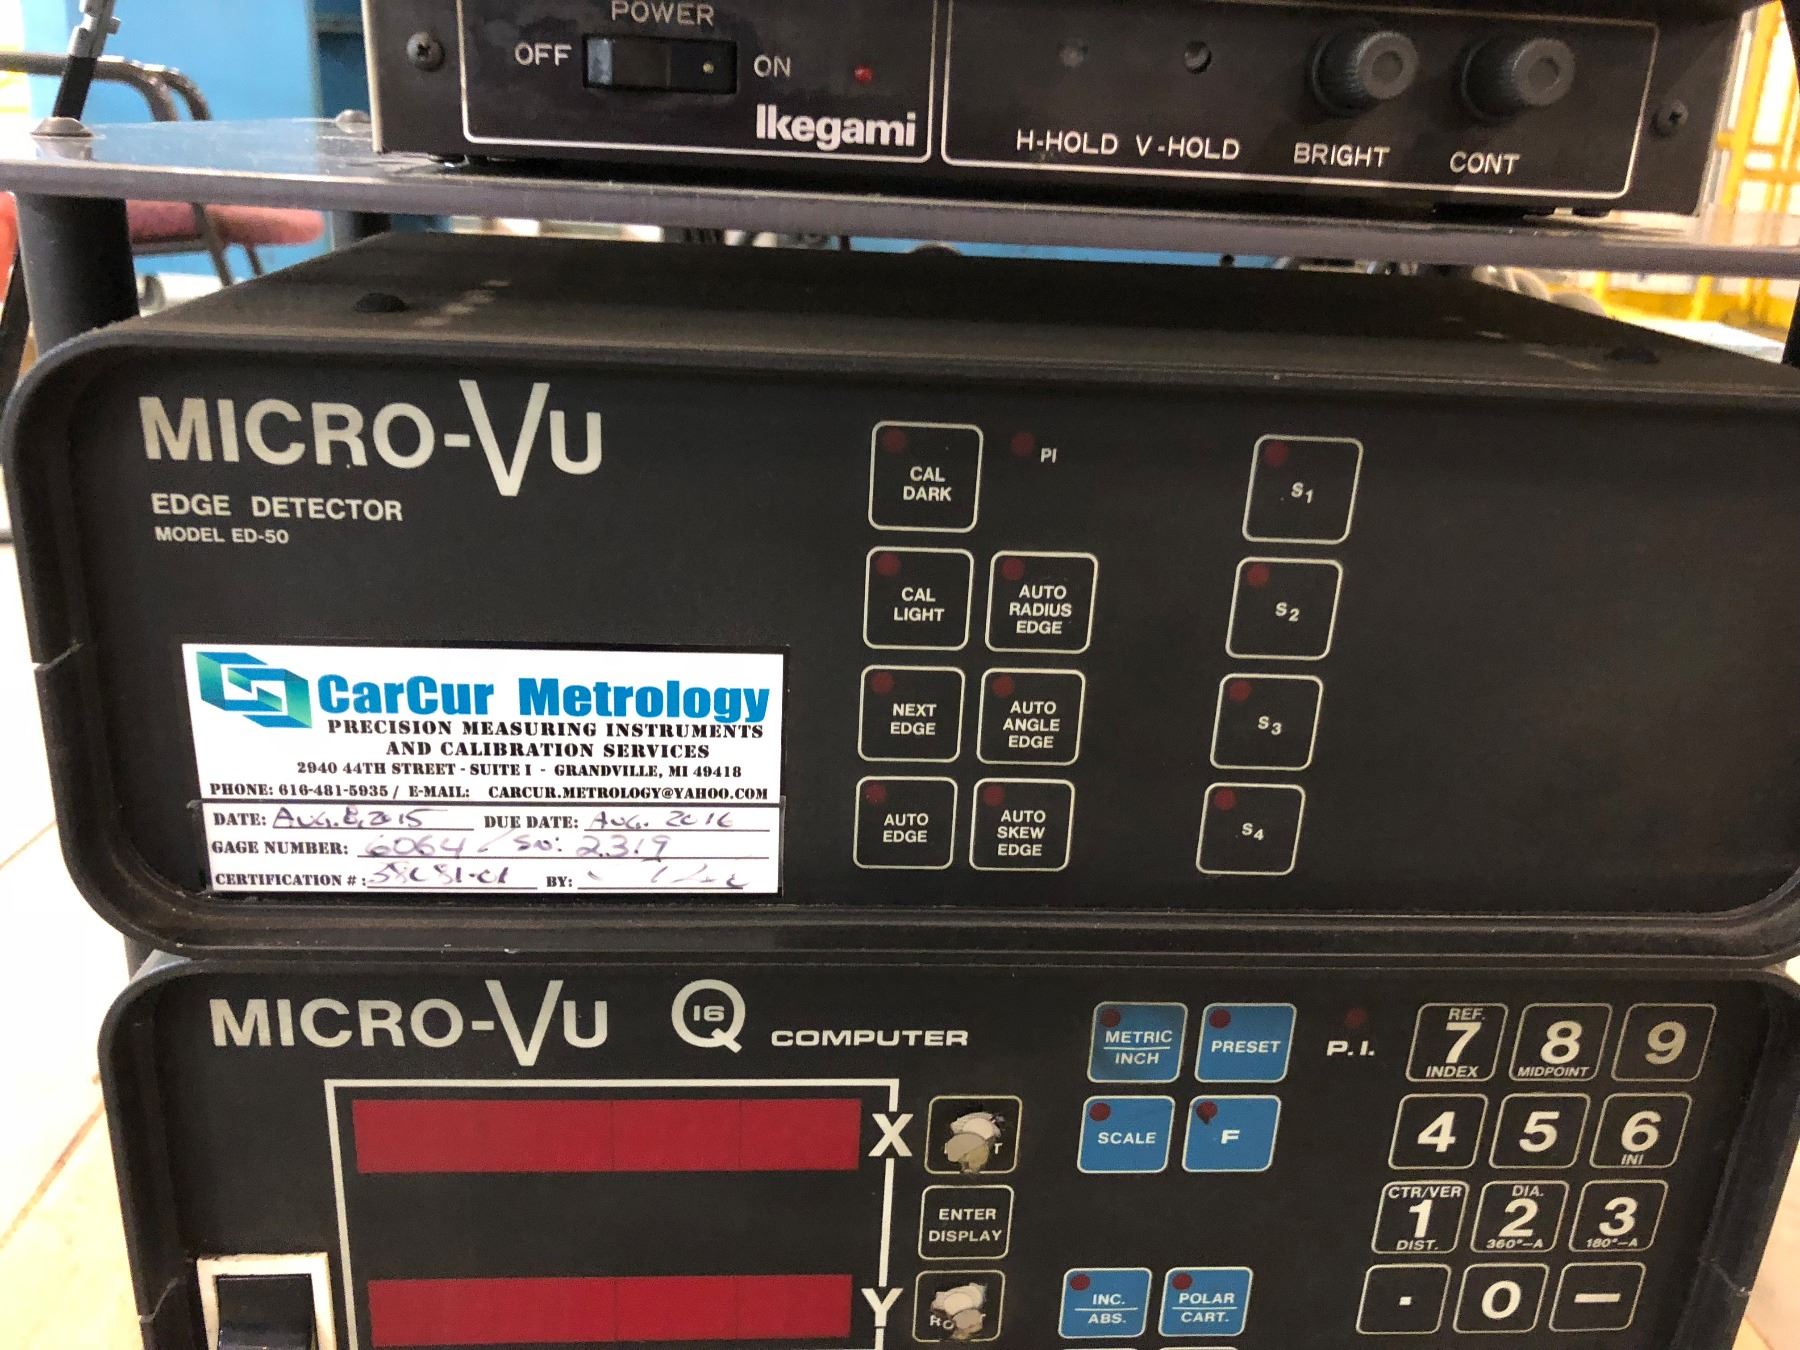 POWER
OFF ON
Ikegami
H-HOLD V-HOLD BRIGHT CONT
MICRO-VU
EDGE DETECTOR
MODEL ED-50
CAL DARK
PI
S1
CAL LIGHT
AUTO RADIUS EDGE
S2
NEXT EDGE
AUTO ANGLE EDGE
S3
AUTO EDGE
AUTO SKEW EDGE
S4
CarCur Metrology
PRECISION MEASURING INSTRUMENTS
AND CALIBRATION SERVICES
2940 44TH STREET - SUITE I - GRANDVILLE, MI 49418
PHONE: 616-481-5935 / E-MAIL: CARCUR.METROLOGY@YAHOO.COM
DATE: AUG. 8, 2015 DUE DATE: AUG. 2016
GAGE NUMBER: 6064 / SN: 2319
CERTIFICATION #: BY:
MICRO-VU Q16 COMPUTER
METRIC
INCH
PRESET
P.I.
REF.
7
INDEX
8
MIDPOINT
9
X
SCALE
F
4
5
6
INI
ENTER
DISPLAY
CTR/VER
1
DIST.
DIA.
2
360°-A
3
180°-A
Y
INC.
ABS.
POLAR
CART.
.
0
-